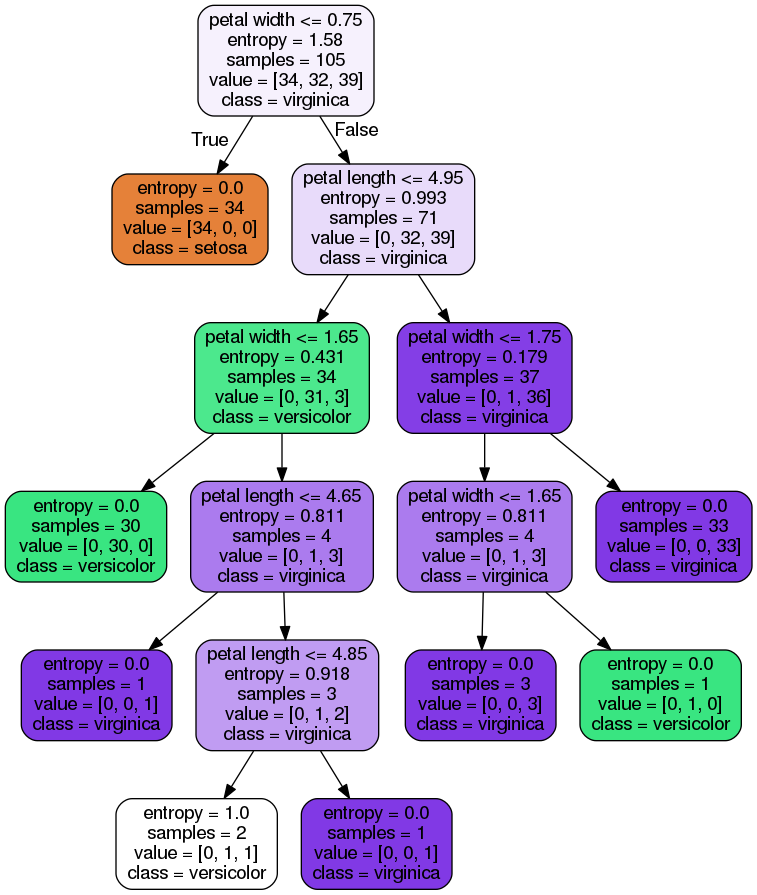 petal width <= 0.75
entropy = 1.58
samples = 105
value = [34, 32, 39]
class = virginica
True
False
entropy = 0.0
samples = 34
value = [34, 0, 0]
class = setosa
petal length <= 4.95
entropy = 0.993
samples = 71
value = [0, 32, 39]
class = virginica
petal width <= 1.65
entropy = 0.431
samples = 34
value = [0, 31, 3]
class = versicolor
petal width <= 1.75
entropy = 0.179
samples = 37
value = [0, 1, 36]
class = virginica
entropy = 0.0
samples = 30
value = [0, 30, 0]
class = versicolor
petal length <= 4.65
entropy = 0.811
samples = 4
value = [0, 1, 3]
class = virginica
petal width <= 1.65
entropy = 0.811
samples = 4
value = [0, 1, 3]
class = virginica
entropy = 0.0
samples = 33
value = [0, 0, 33]
class = virginica
entropy = 0.0
samples = 1
value = [0, 0, 1]
class = virginica
petal length <= 4.85
entropy = 0.918
samples = 3
value = [0, 1, 2]
class = virginica
entropy = 0.0
samples = 3
value = [0, 0, 3]
class = virginica
entropy = 0.0
samples = 1
value = [0, 1, 0]
class = versicolor
entropy = 1.0
samples = 2
value = [0, 1, 1]
class = versicolor
entropy = 0.0
samples = 1
value = [0, 0, 1]
class = virginica